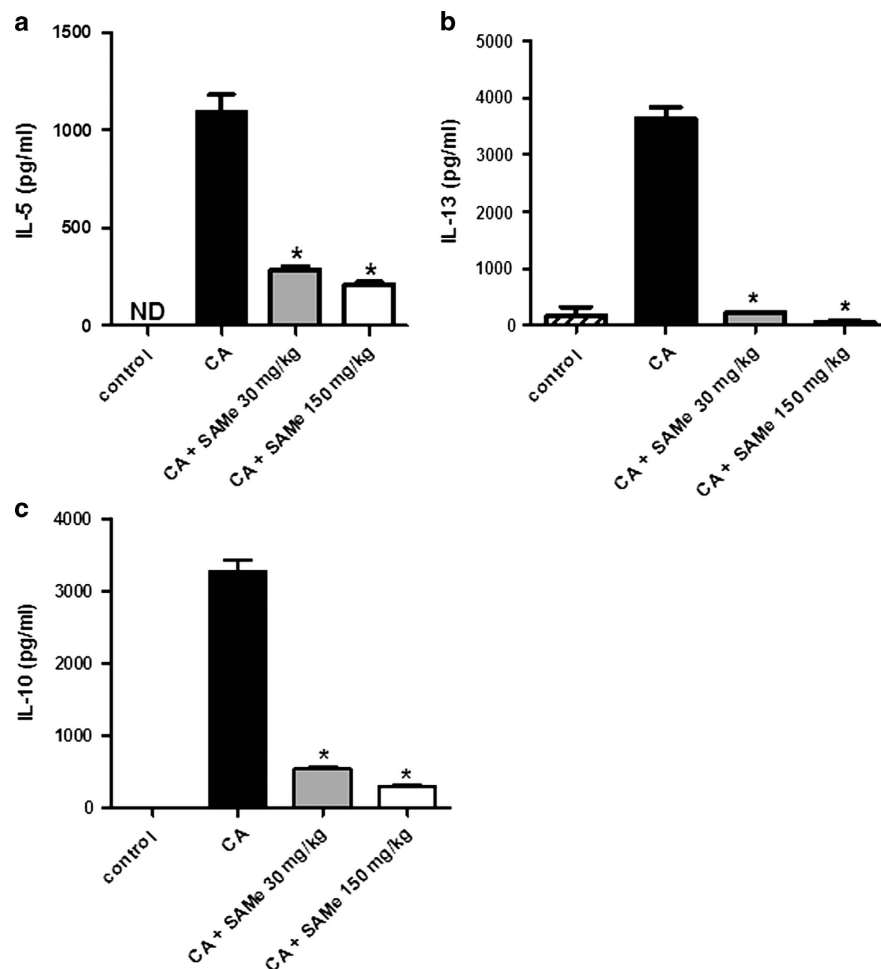 a
1500
1000
500
0
IL-5 (pg/ml)
ND
*
*
control
CA
CA + SAMe 30 mg/kg
CA + SAMe 150 mg/kg
b
5000
4000
3000
2000
1000
0
IL-13 (pg/ml)
*
*
control
CA
CA + SAMe 30 mg/kg
CA + SAMe 150 mg/kg
c
4000
3000
2000
1000
0
IL-10 (pg/ml)
*
*
control
CA
CA + SAMe 30 mg/kg
CA + SAMe 150 mg/kg